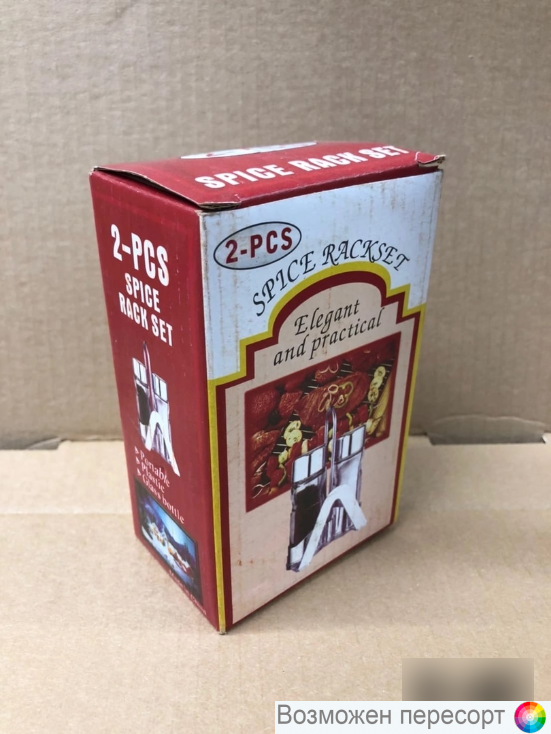 SPICE RACK SET
2-PCS
SPICE
RACK SET
Portable
Plastic
Glass bottle
2-PCS
SPICE RACKSET
Elegant
and practical
Возможен пересорт